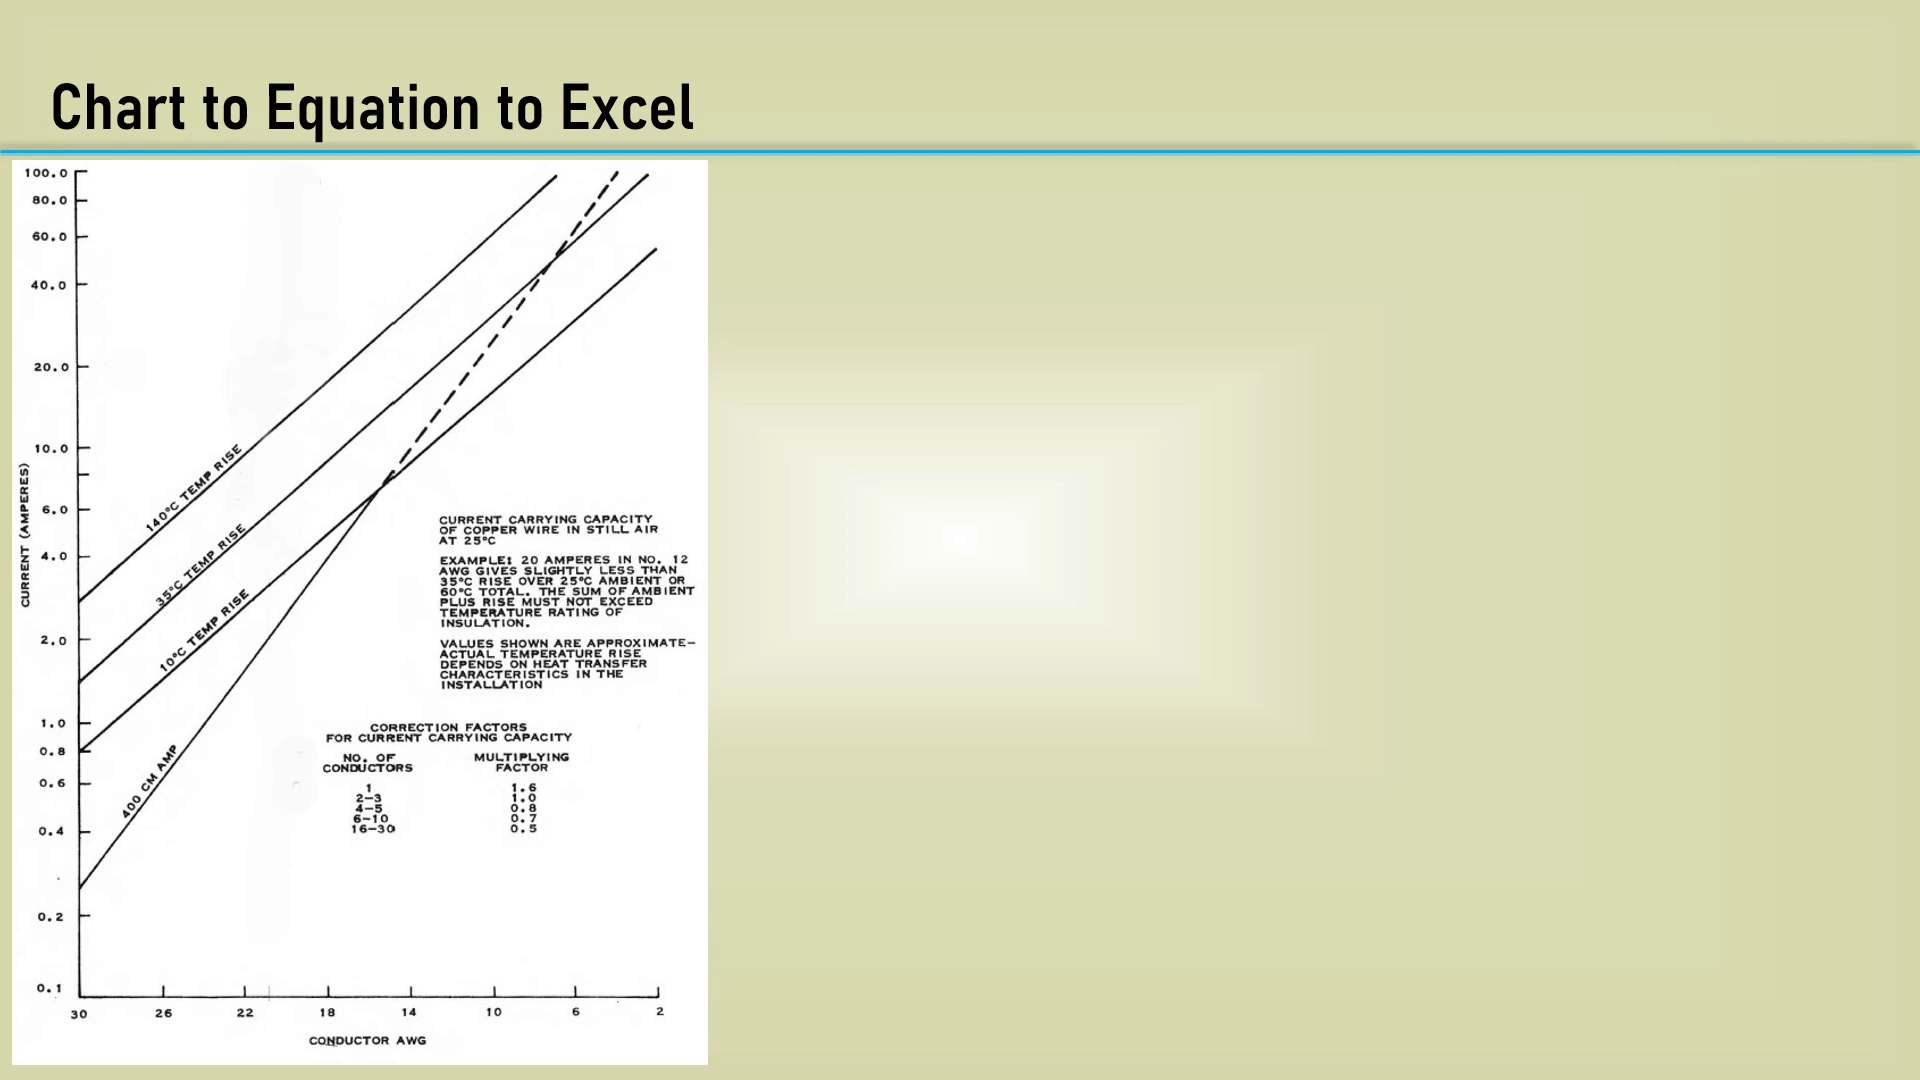 Chart to Equation to Excel
100.0
80.0
60.0
40.0
20.0
10.0
6.0
4.0
2.0
1.0
0.8
0.6
0.4
0.2
0.1
CURRENT (AMPERES)
140°C TEMP RISE
35°C TEMP RISE
10°C TEMP RISE
400 CM AMP
CURRENT CARRYING CAPACITY
OF COPPER WIRE IN STILL AIR
AT 25°C
EXAMPLE: 20 AMPERES IN NO. 12
AWG GIVES SLIGHTLY LESS THAN
35°C RISE OVER 25°C AMBIENT OR
60°C TOTAL. THE SUM OF AMBIENT
PLUS RISE MUST NOT EXCEED
TEMPERATURE RATING OF
INSULATION.
VALUES SHOWN ARE APPROXIMATE-
ACTUAL TEMPERATURE RISE
DEPENDS ON HEAT TRANSFER
CHARACTERISTICS IN THE
INSTALLATION
CORRECTION FACTORS
FOR CURRENT CARRYING CAPACITY
NO. OF MULTIPLYING
CONDUCTORS FACTOR
1 1.6
2-3 1.0
4-5 0.8
6-10 0.7
16-30 0.5
30 26 22 18 14 10 6 2
CONDUCTOR AWG